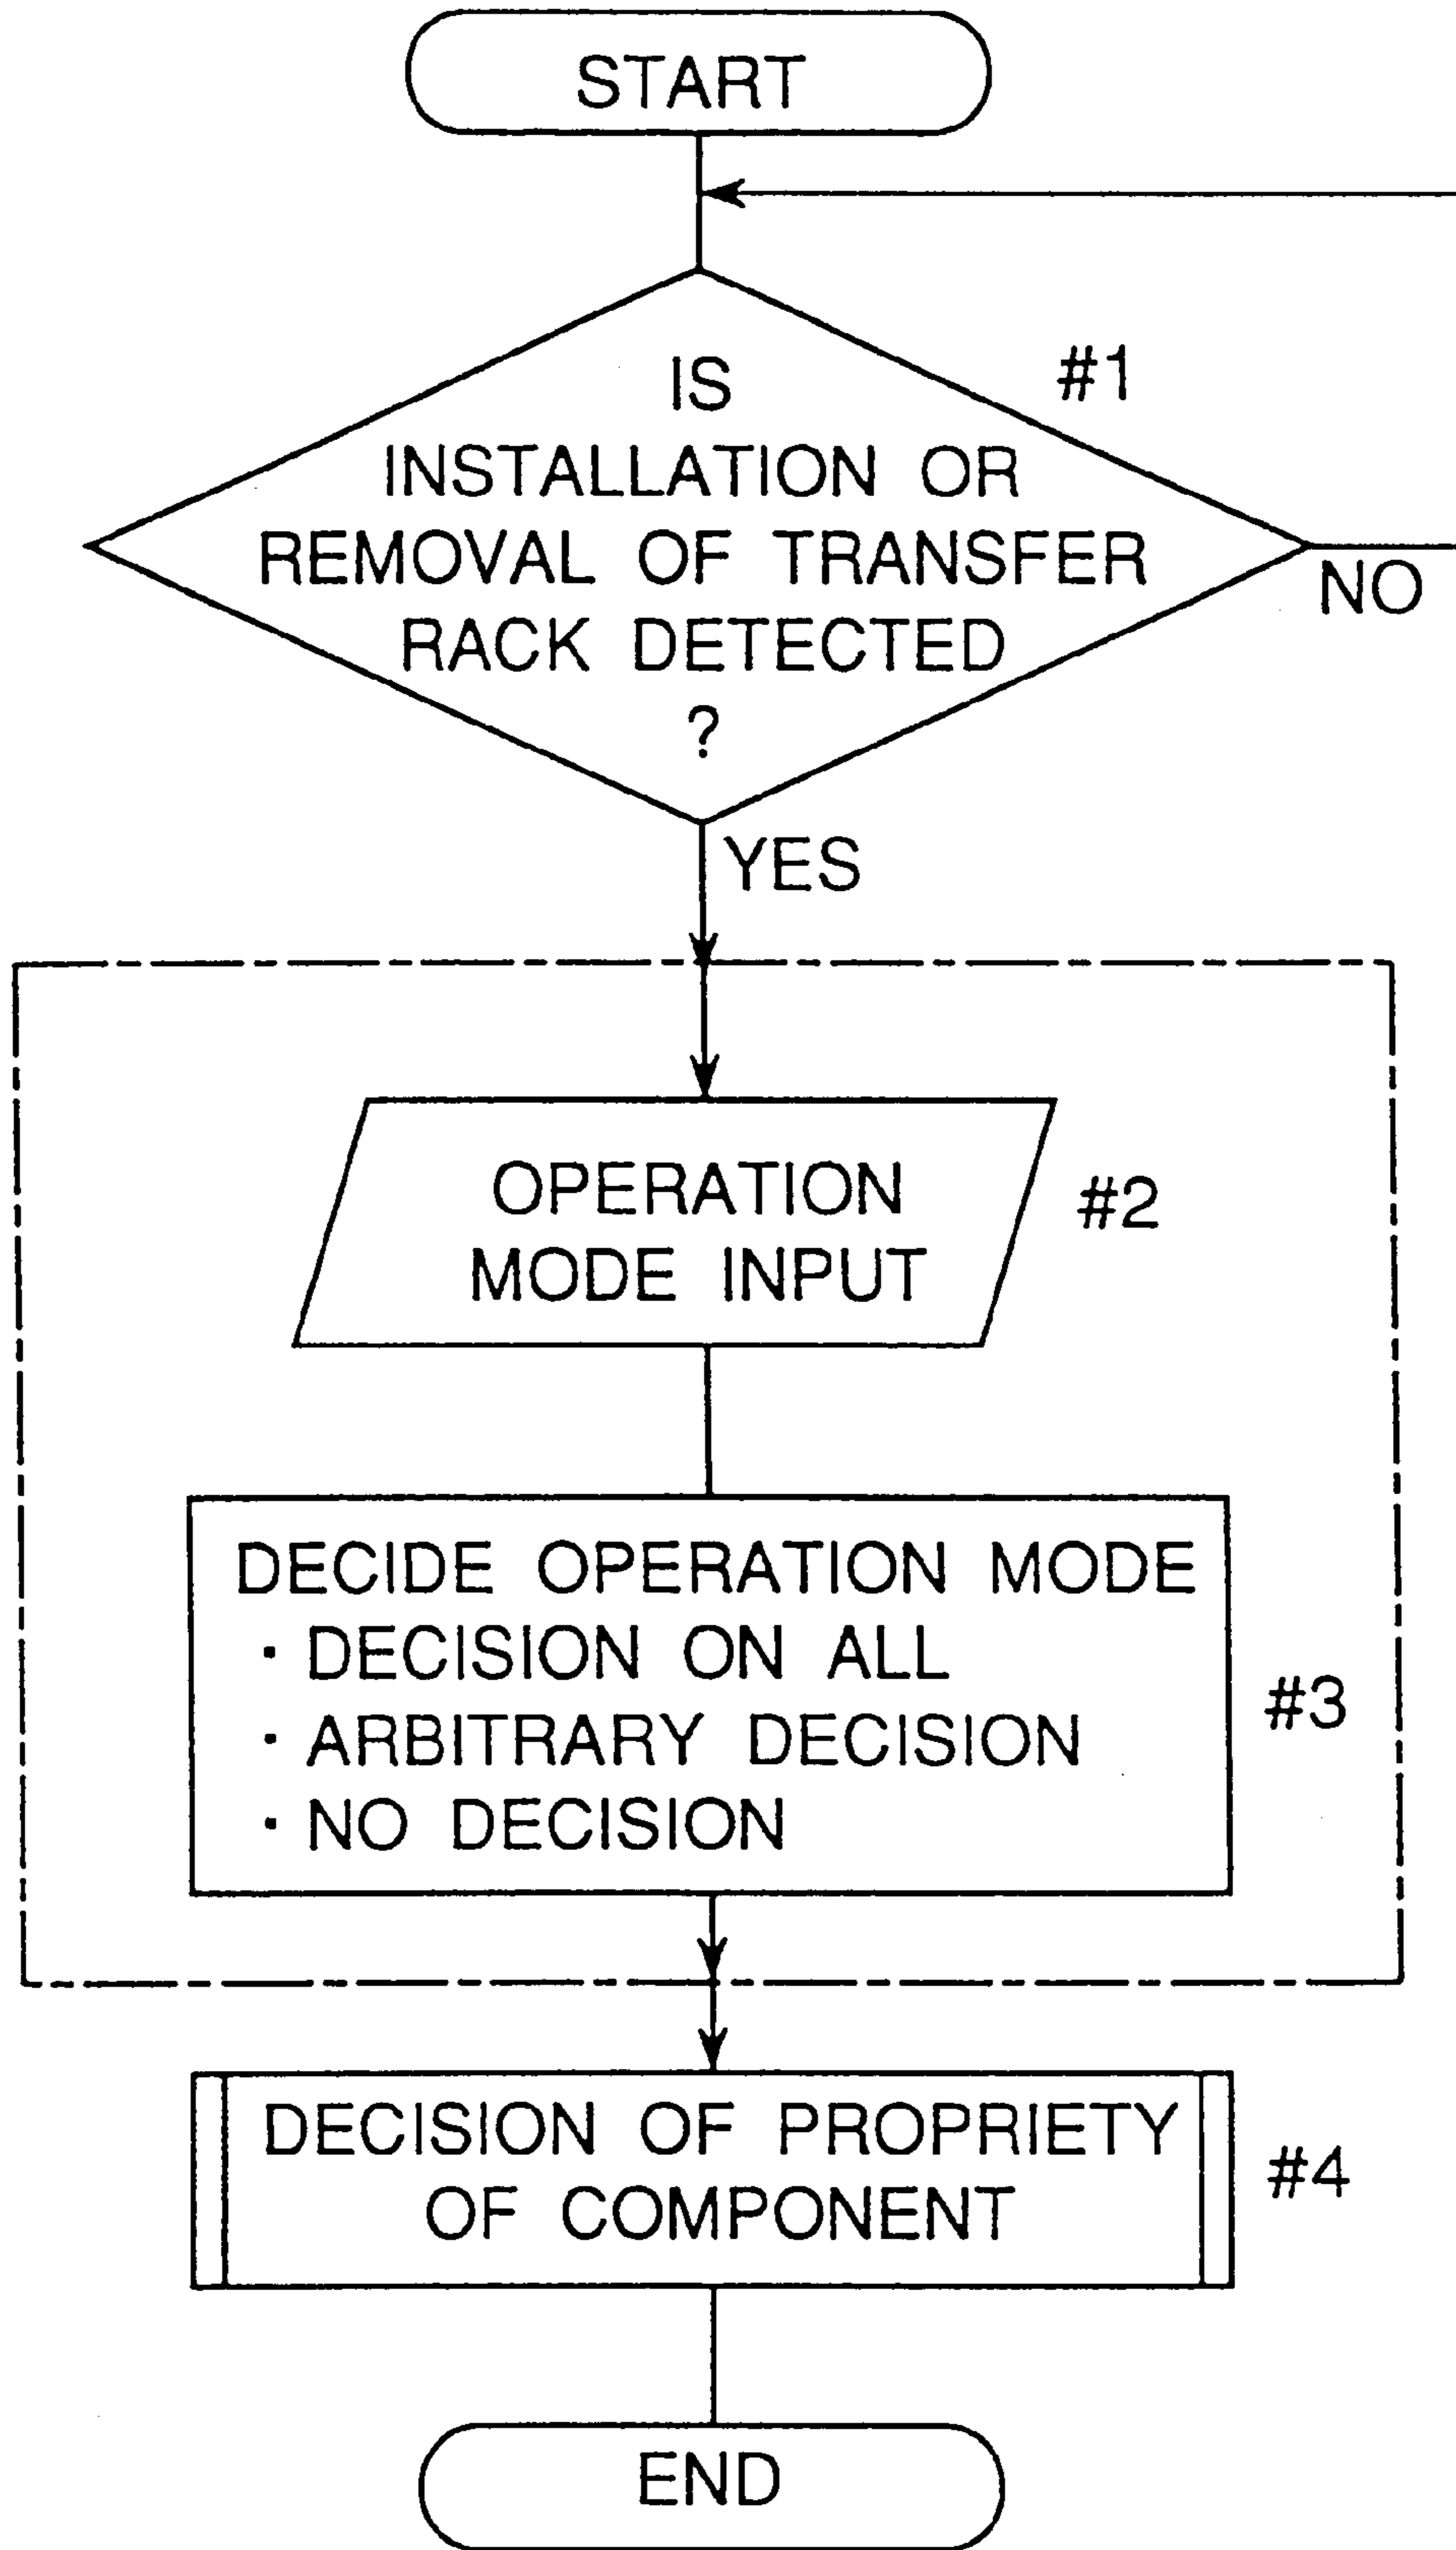 START
IS
#1
INSTALLATION OR
REMOVAL OF TRANSFER
RACK DETECTED
?
NO
YES
OPERATION
MODE INPUT
#2
DECIDE OPERATION MODE
· DECISION ON ALL
· ARBITRARY DECISION
· NO DECISION
#3
DECISION OF PROPRIETY
OF COMPONENT
#4
END